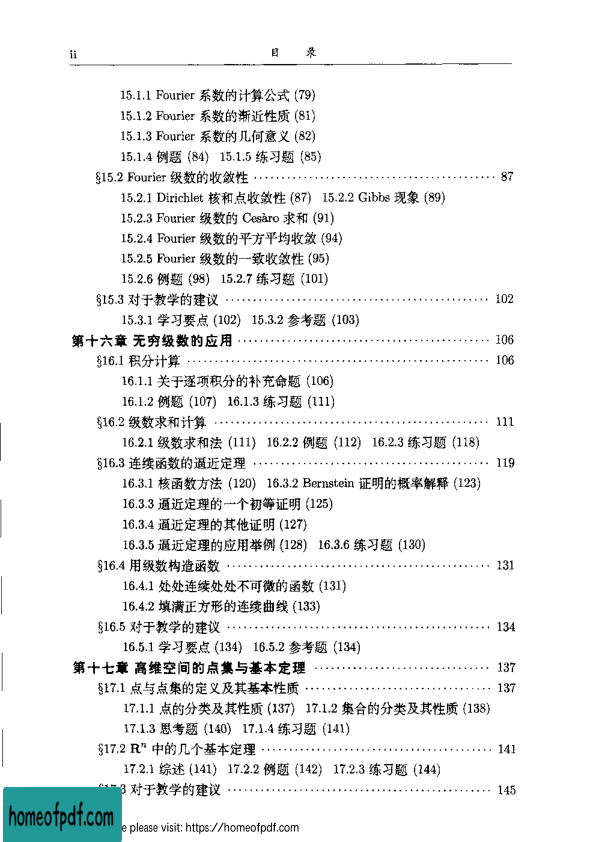 ii 目 录
15.1.1 Fourier 系数的计算公式 (79)
15.1.2 Fourier 系数的渐近性质 (81)
15.1.3 Fourier 系数的几何意义 (82)
15.1.4 例题 (84) 15.1.5 练习题 (85)
§15.2 Fourier 级数的收敛性 ·········································· 87
15.2.1 Dirichlet 核和点收敛性 (87) 15.2.2 Gibbs 现象 (89)
15.2.3 Fourier 级数的 Cesàro 求和 (91)
15.2.4 Fourier 级数的平方平均收敛 (94)
15.2.5 Fourier 级数的一致收敛性 (95)
15.2.6 例题 (98) 15.2.7 练习题 (101)
§15.3 对于教学的建议 ·············································· 102
15.3.1 学习要点 (102) 15.3.2 参考题 (103)
第十六章 无穷级数的应用 ············································ 106
§16.1 积分计算 ···················································· 106
16.1.1 关于逐项积分的补充命题 (106)
16.1.2 例题 (107) 16.1.3 练习题 (111)
§16.2 级数求和计算 ················································ 111
16.2.1 级数求和法 (111) 16.2.2 例题 (112) 16.2.3 练习题 (118)
§16.3 连续函数的逼近定理 ·········································· 119
16.3.1 核函数方法 (120) 16.3.2 Bernstein 证明的概率解释 (123)
16.3.3 逼近定理的一个初等证明 (125)
16.3.4 逼近定理的其他证明 (127)
16.3.5 逼近定理的应用举例 (128) 16.3.6 练习题 (130)
§16.4 用级数构造函数 ·············································· 131
16.4.1 处处连续处处不可微的函数 (131)
16.4.2 填满正方形的连续曲线 (133)
§16.5 对于教学的建议 ·············································· 134
16.5.1 学习要点 (134) 16.5.2 参考题 (134)
第十七章 高维空间的点集与基本定理 ································ 137
§17.1 点与点集的定义及其基本性质 ································ 137
17.1.1 点的分类及其性质 (137) 17.1.2 集合的分类及其性质 (138)
17.1.3 思考题 (140) 17.1.4 练习题 (141)
§17.2 Rⁿ 中的几个基本定理 ········································ 141
17.2.1 综述 (141) 17.2.2 例题 (142) 17.2.3 练习题 (144)
3 对于教学的建议 ·············································· 145
homeofpdf.com
e please visit: https://homeofpdf.com